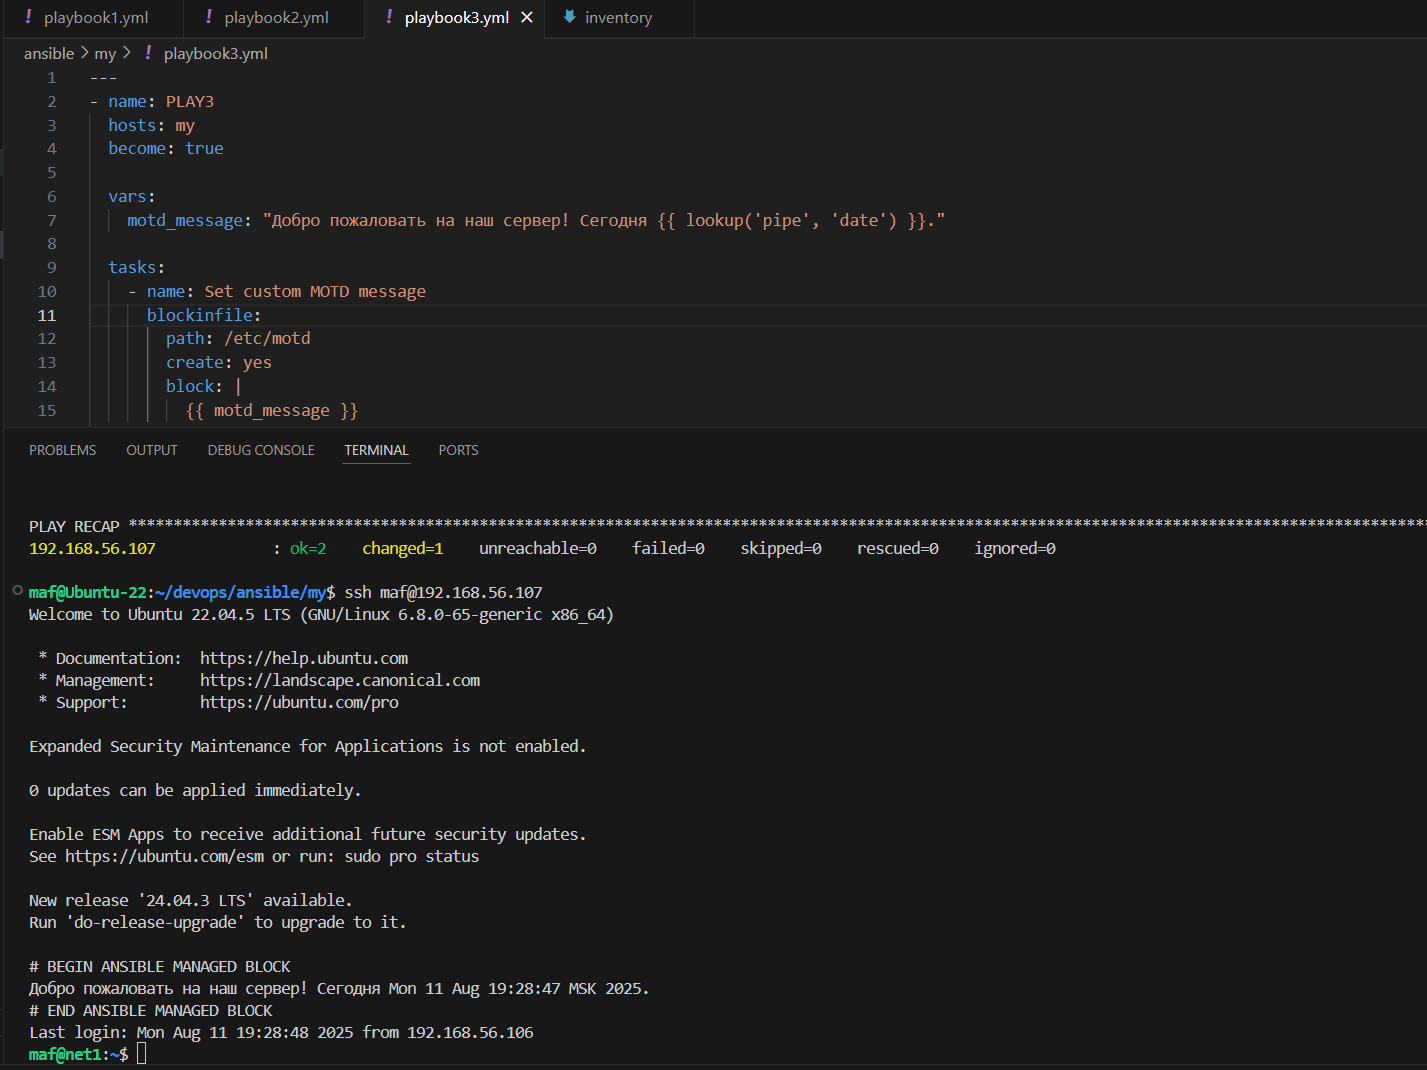 ! playbook1.yml ! playbook2.yml ! playbook3.yml × inventory
ansible > my > ! playbook3.yml
1 ---
2 - name: PLAY3
3 hosts: my
4 become: true
5
6 vars:
7 motd_message: "Добро пожаловать на наш сервер! Сегодня {{ lookup('pipe', 'date') }}."
8
9 tasks:
10 - name: Set custom MOTD message
11 blockinfile:
12 path: /etc/motd
13 create: yes
14 block: |
15 {{ motd_message }}
PROBLEMS OUTPUT DEBUG CONSOLE TERMINAL PORTS
PLAY RECAP ************************************************************************************************************************************************
192.168.56.107 : ok=2 changed=1 unreachable=0 failed=0 skipped=0 rescued=0 ignored=0
maf@Ubuntu-22:~/devops/ansible/my$ ssh maf@192.168.56.107
Welcome to Ubuntu 22.04.5 LTS (GNU/Linux 6.8.0-65-generic x86_64)
* Documentation: https://help.ubuntu.com
* Management: https://landscape.canonical.com
* Support: https://ubuntu.com/pro
Expanded Security Maintenance for Applications is not enabled.
0 updates can be applied immediately.
Enable ESM Apps to receive additional future security updates.
See https://ubuntu.com/esm or run: sudo pro status
New release '24.04.3 LTS' available.
Run 'do-release-upgrade' to upgrade to it.
# BEGIN ANSIBLE MANAGED BLOCK
Добро пожаловать на наш сервер! Сегодня Mon 11 Aug 19:28:47 MSK 2025.
# END ANSIBLE MANAGED BLOCK
Last login: Mon Aug 11 19:28:48 2025 from 192.168.56.106
maf@net1:~$